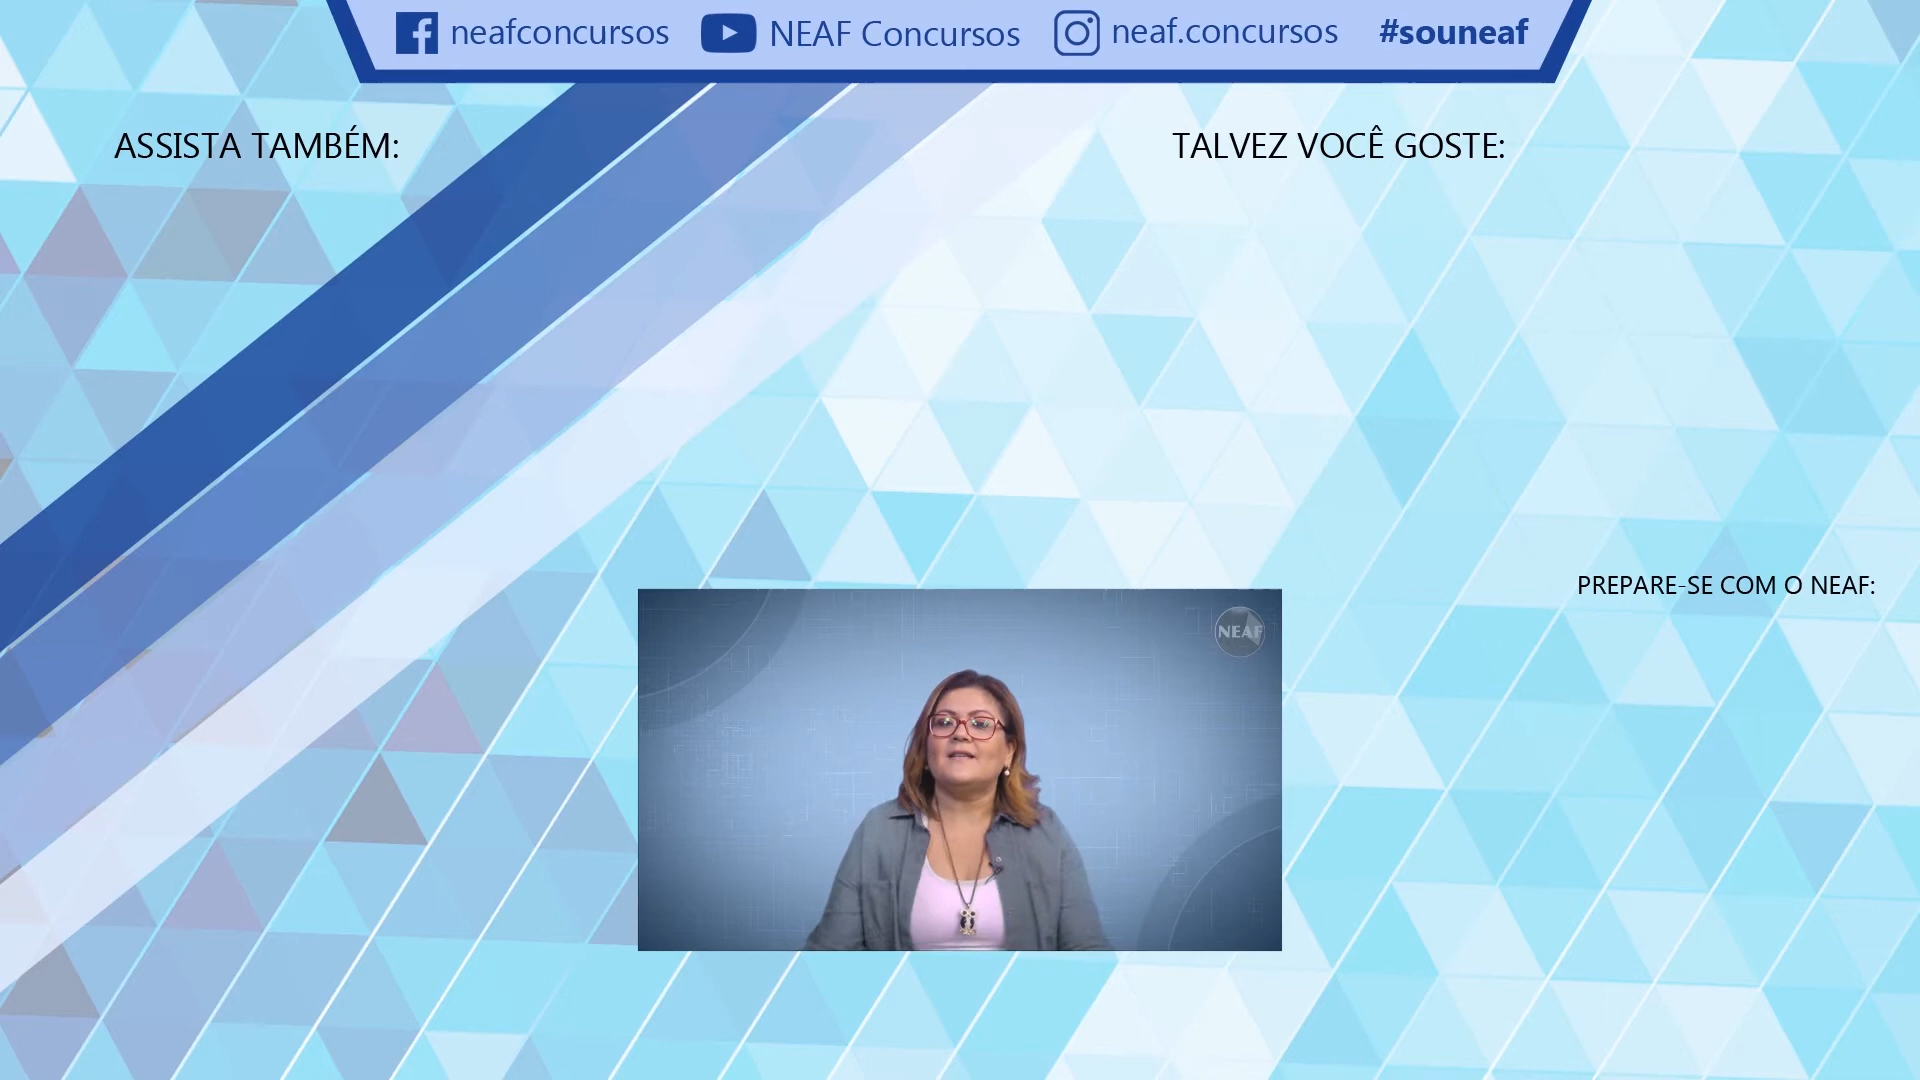 neafconcursos NEAF Concursos neaf.concursos #souneaf
ASSISTA TAMBÉM:
TALVEZ VOCÊ GOSTE:
PREPARE-SE COM O NEAF:
NEAF